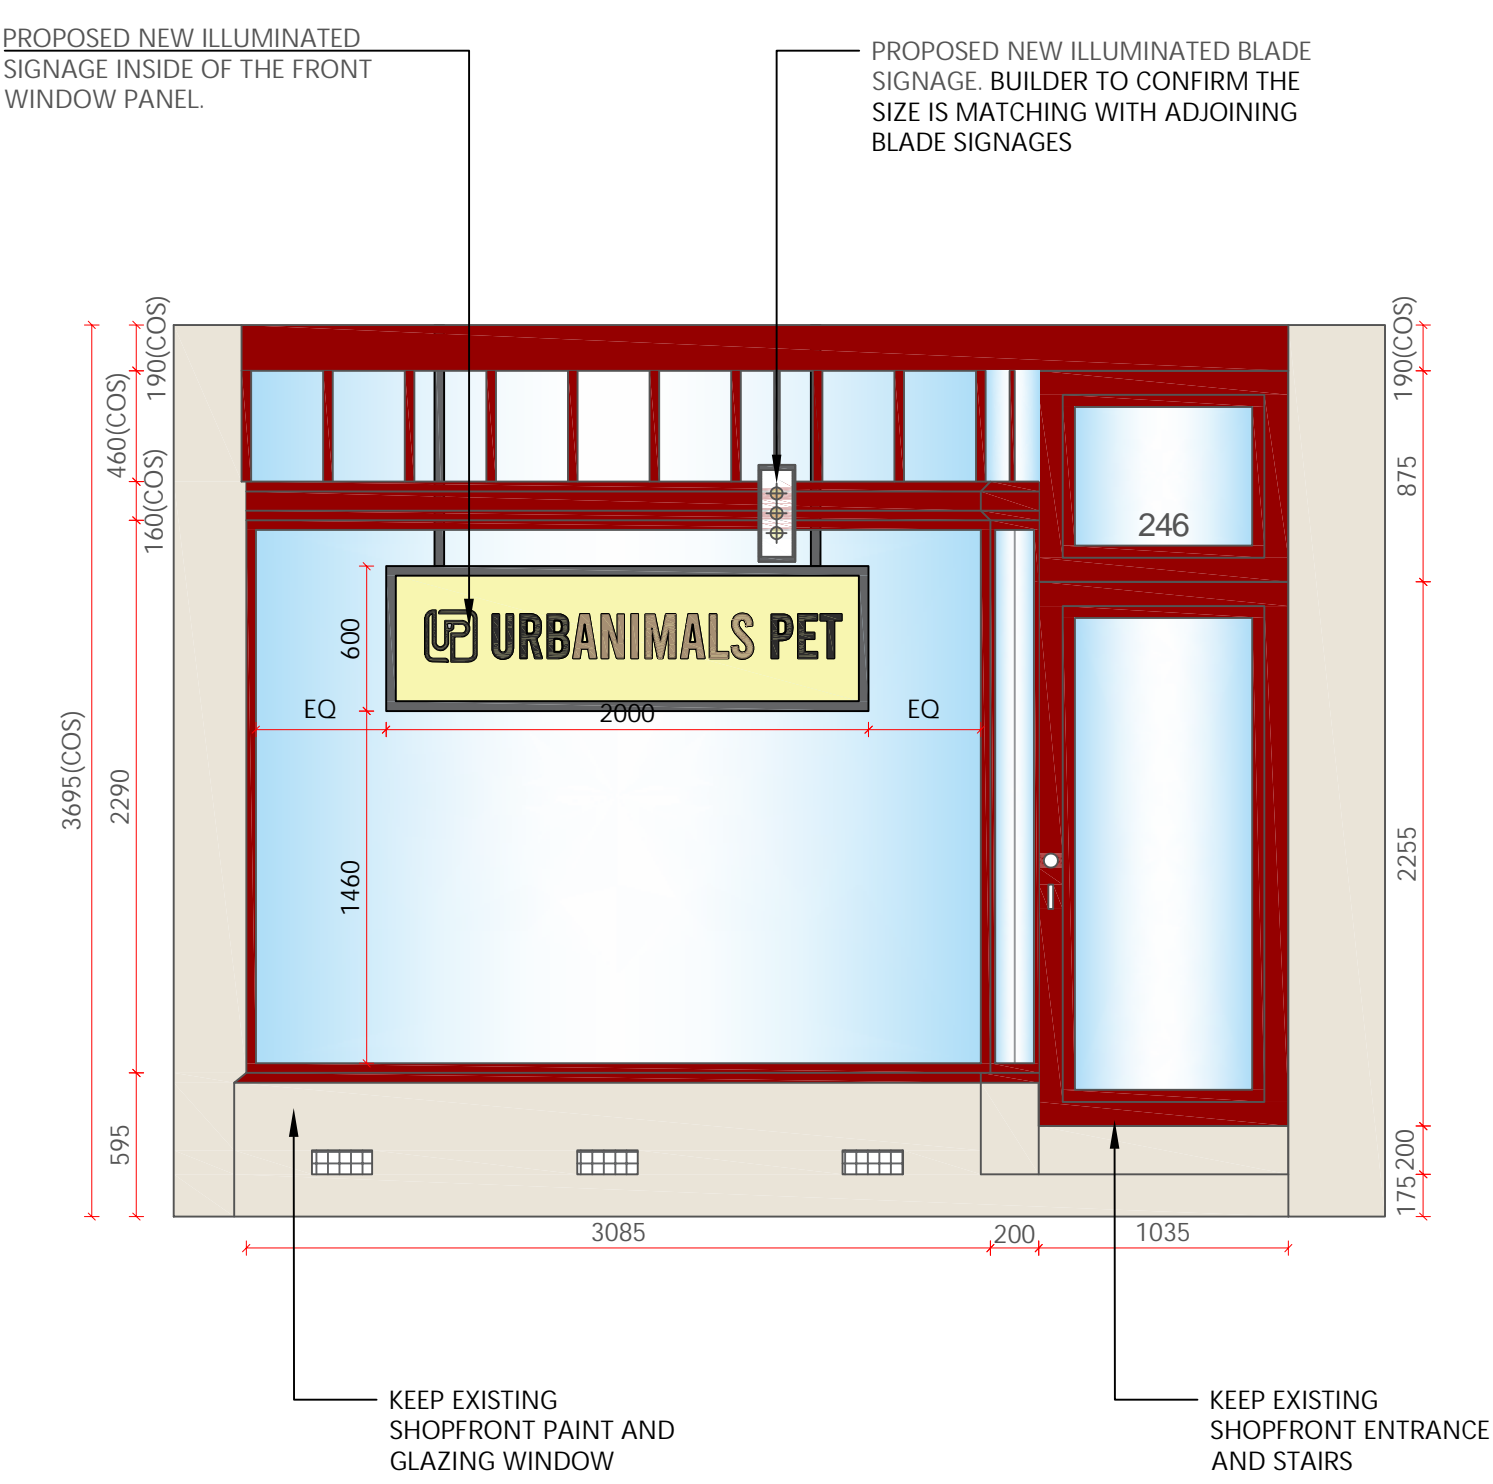 PROPOSED NEW ILLUMINATED
SIGNAGE INSIDE OF THE FRONT
WINDOW PANEL.
PROPOSED NEW ILLUMINATED BLADE
SIGNAGE. BUILDER TO CONFIRM THE
SIZE IS MATCHING WITH ADJOINING
BLADE SIGNAGES
190(COS)
460(COS)
160(COS)
3695(COS)
2290
595
190(COS)
875
2255
200
175
246
UP URBANIMALS PET
600
EQ
2000
EQ
1460
3085
200
1035
KEEP EXISTING
SHOPFRONT PAINT AND
GLAZING WINDOW
KEEP EXISTING
SHOPFRONT ENTRANCE
AND STAIRS